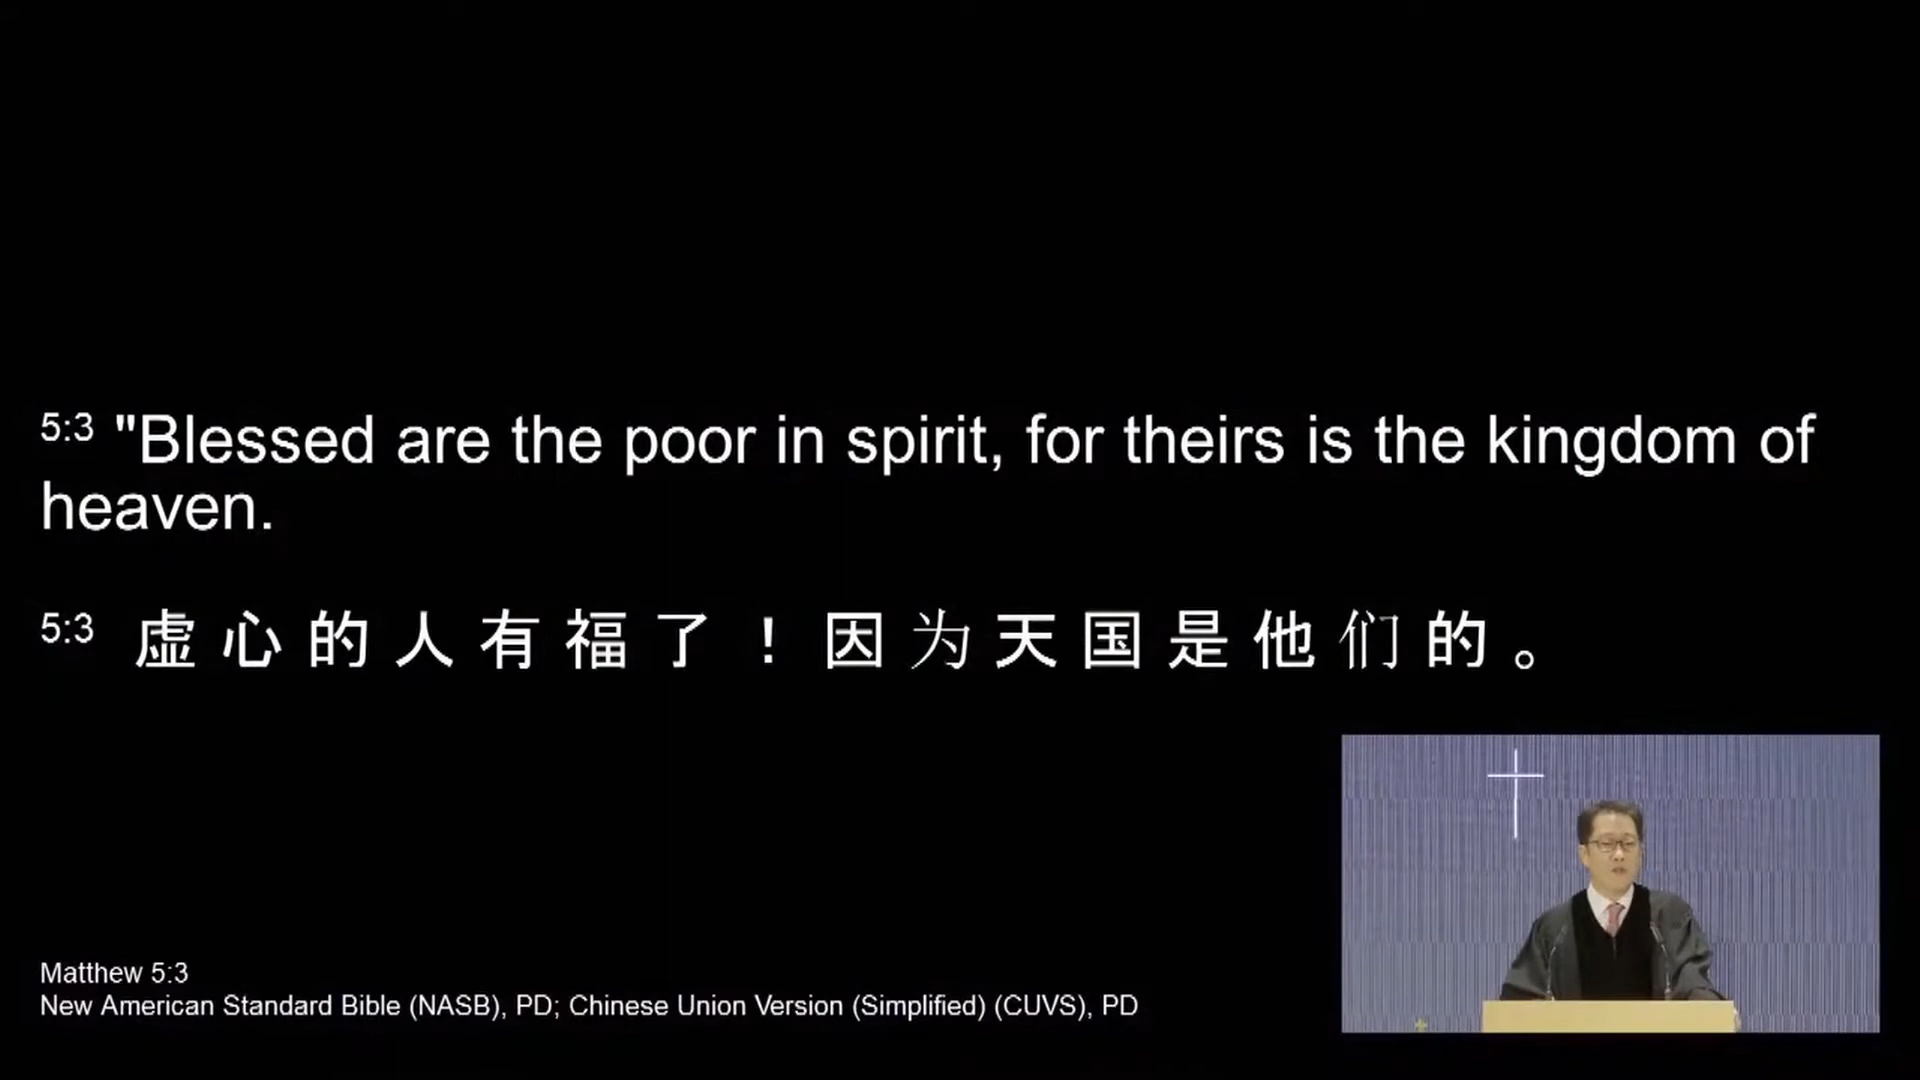 5:3 "Blessed are the poor in spirit, for theirs is the kingdom of
heaven.
5:3 虚心的人有福了！因为天国是他们的。
Matthew 5:3
New American Standard Bible (NASB), PD; Chinese Union Version (Simplified) (CUVS), PD